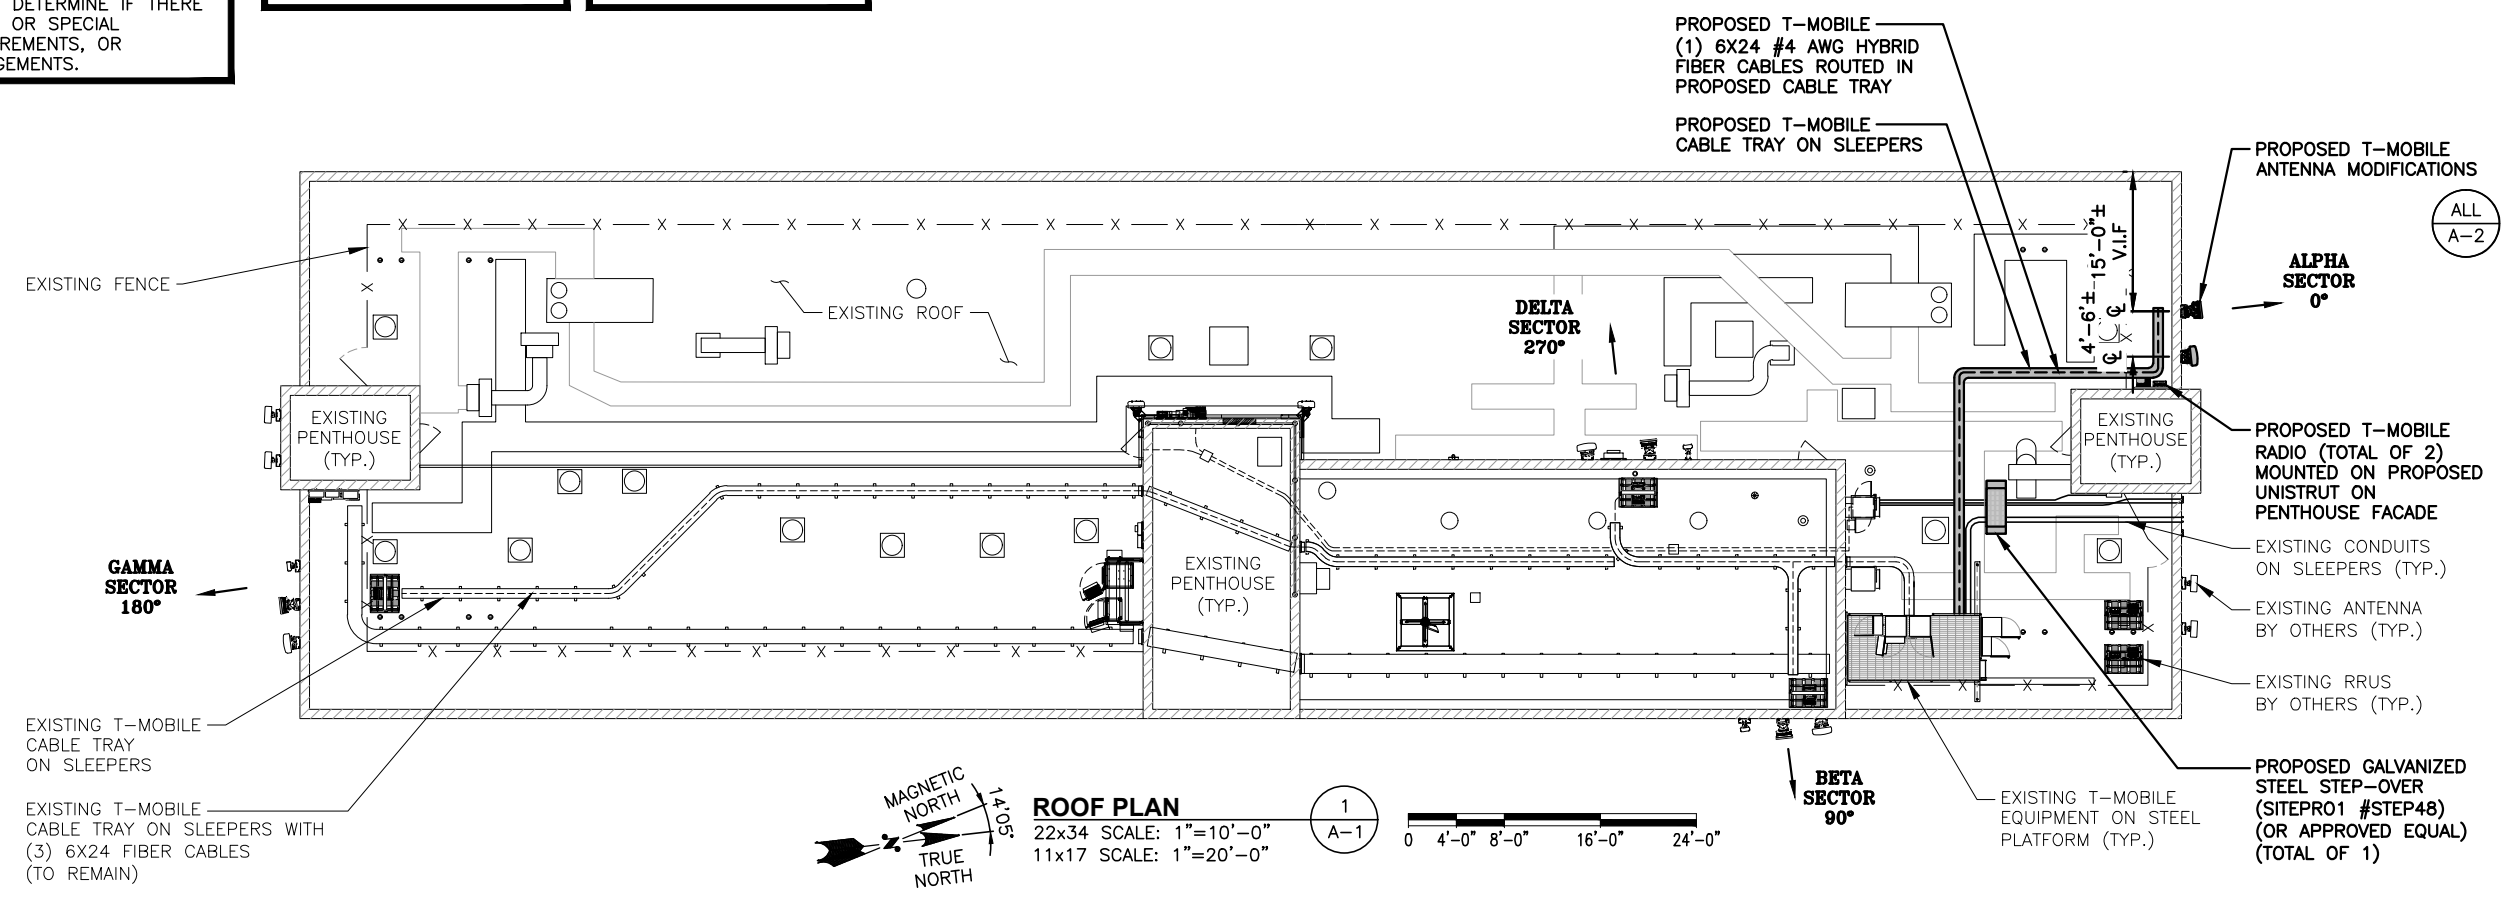 DETERMINE IF THERE
OR SPECIAL
REMENTS, OR
GEMENTS.
PROPOSED T-MOBILE
(1) 6X24 #4 AWG HYBRID
FIBER CABLES ROUTED IN
PROPOSED CABLE TRAY
PROPOSED T-MOBILE
CABLE TRAY ON SLEEPERS
PROPOSED T-MOBILE
ANTENNA MODIFICATIONS
ALL
A-2
ALPHA
SECTOR
0°
15'-0"±
V.I.F
4'-6'±
EXISTING FENCE
EXISTING ROOF
DELTA
SECTOR
270°
EXISTING
PENTHOUSE
(TYP.)
EXISTING
PENTHOUSE
(TYP.)
EXISTING
PENTHOUSE
(TYP.)
PROPOSED T-MOBILE
RADIO (TOTAL OF 2)
MOUNTED ON PROPOSED
UNISTRUT ON
PENTHOUSE FACADE
EXISTING CONDUITS
ON SLEEPERS (TYP.)
EXISTING ANTENNA
BY OTHERS (TYP.)
EXISTING RRUS
BY OTHERS (TYP.)
GAMMA
SECTOR
180°
EXISTING T-MOBILE
CABLE TRAY
ON SLEEPERS
EXISTING T-MOBILE
CABLE TRAY ON SLEEPERS WITH
(3) 6X24 FIBER CABLES
(TO REMAIN)
BETA
SECTOR
90°
EXISTING T-MOBILE
EQUIPMENT ON STEEL
PLATFORM (TYP.)
PROPOSED GALVANIZED
STEEL STEP-OVER
(SITEPRO1 #STEP48)
(OR APPROVED EQUAL)
(TOTAL OF 1)
MAGNETIC
NORTH
14'05°
TRUE
NORTH
ROOF PLAN
22x34 SCALE: 1"=10'-0"
11x17 SCALE: 1"=20'-0"
1
A-1
0 4'-0" 8'-0" 16'-0" 24'-0"